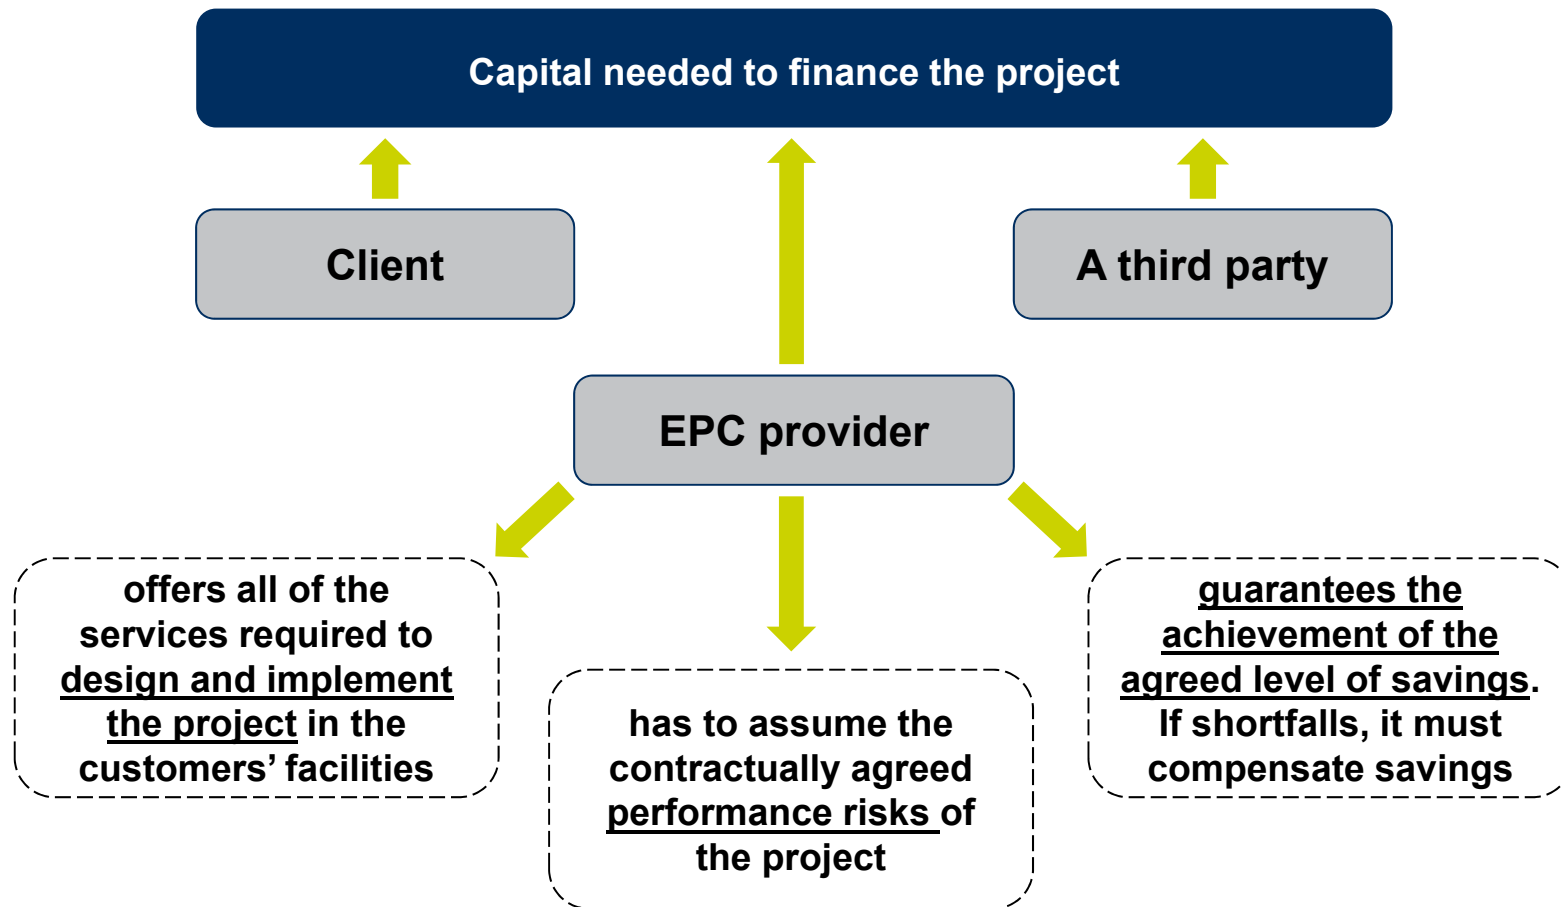 Capital needed to finance the project
Client
A third party
EPC provider
offers all of the
services required to
design and implement
the project in the
customers’ facilities
has to assume the
contractually agreed
performance risks of
the project
guarantees the
achievement of the
agreed level of savings.
If shortfalls, it must
compensate savings